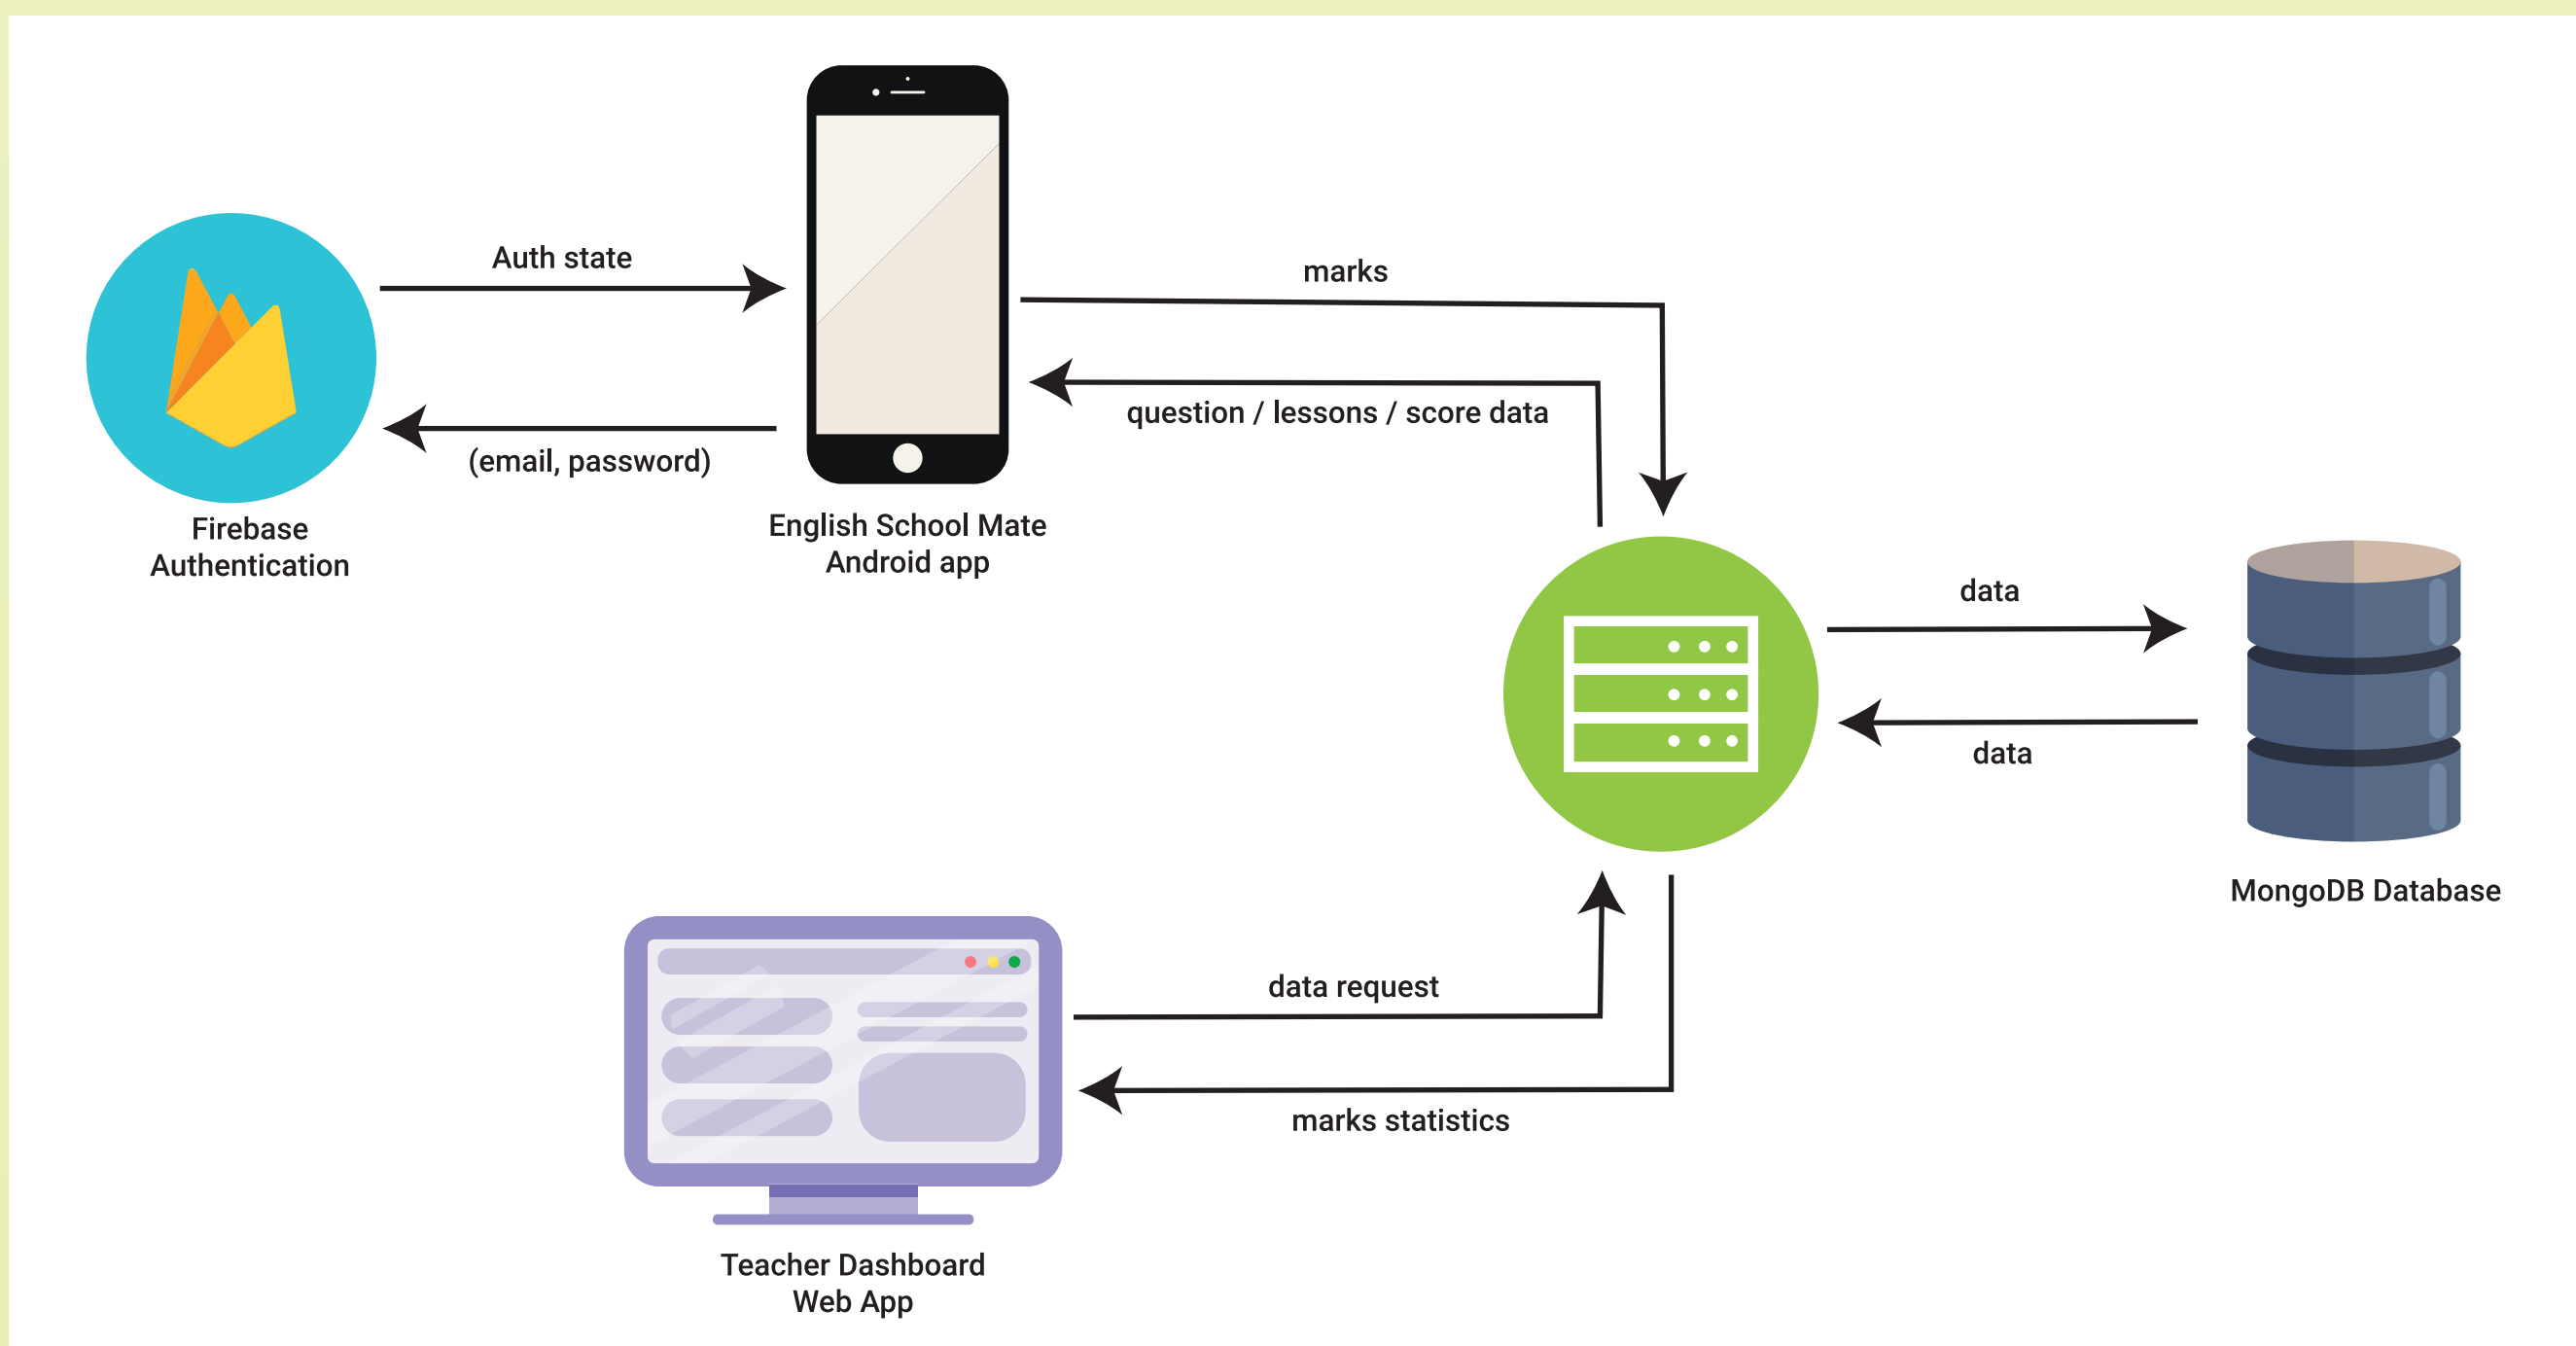 Auth state
(email, password)
Firebase
Authentication
English School Mate
Android app
marks
question / lessons / score data
data
data
MongoDB Database
data request
marks statistics
Teacher Dashboard
Web App